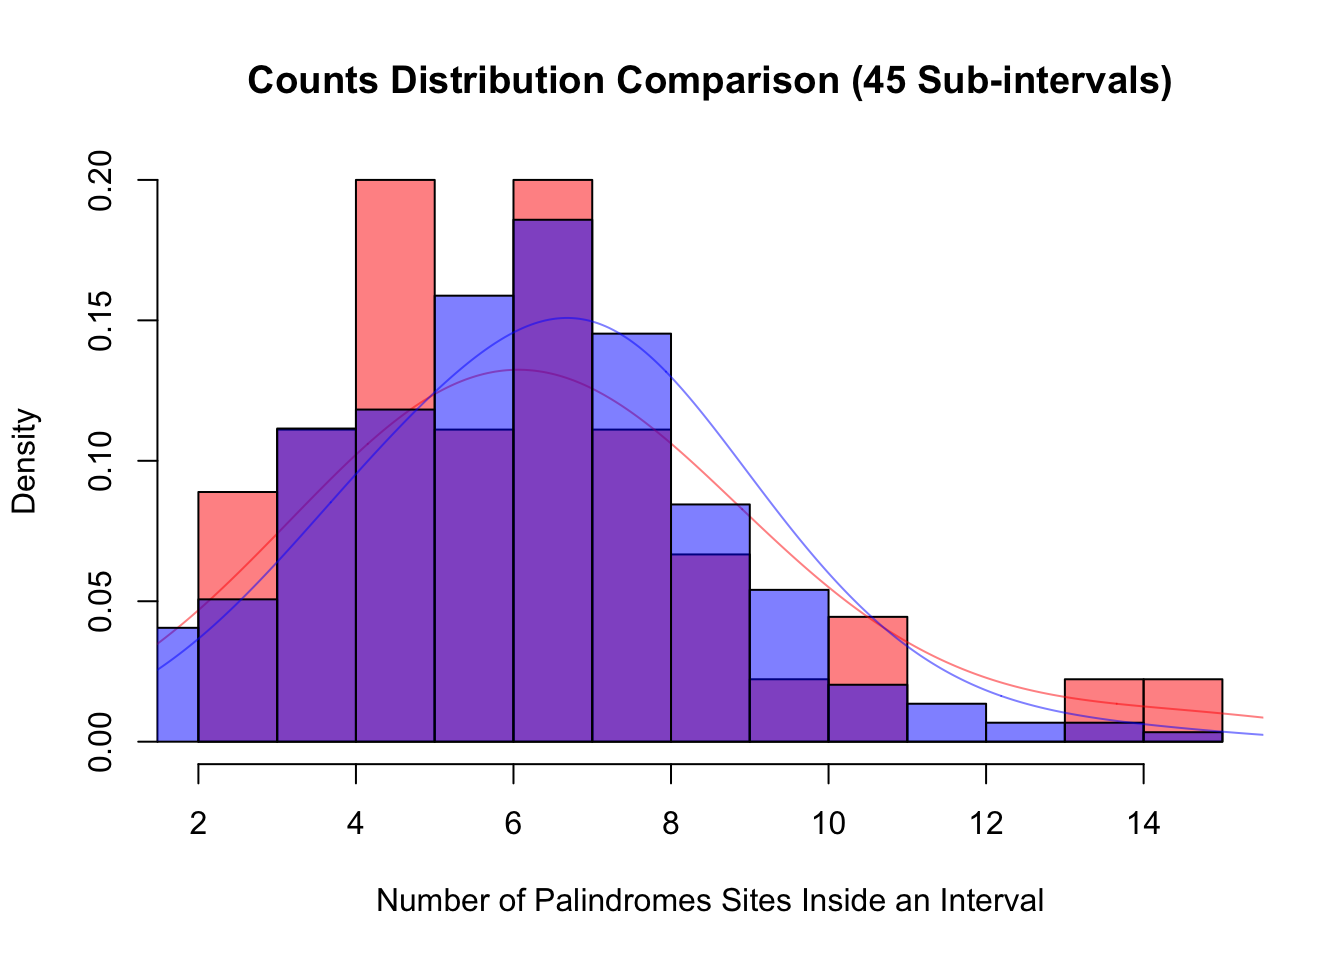 Counts Distribution Comparison (45 Sub-intervals)
0.20
0.15
0.10
0.05
0.00
Density
2 4 6 8 10 12 14
Number of Palindromes Sites Inside an Interval